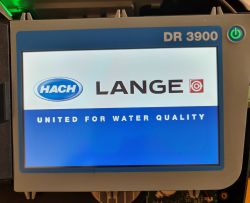 DR 3900
HACH LANGE
UNITED FOR WATER QUALITY